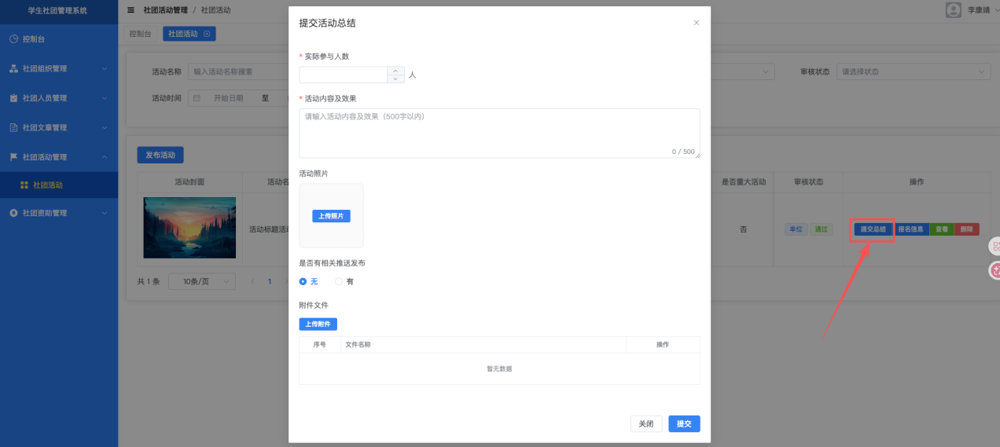 学生社团管理系统
社团活动管理 / 社团活动
李康靖
控制台
社团组织管理
社团人员管理
社团文章管理
社团活动管理
社团活动
社团资助管理
控制台
社团活动
活动名称 输入活动名称搜索
审核状态 请选择状态
活动时间 开始日期 至
发布活动
活动封面 活动名
是否重大活动 审核状态 操作
活动标题活
否 单位 通过 提交总结 报名信息 查看 删除
共 1 条 10条/页 1
提交活动总结
* 实际参与人数
人
* 活动内容及效果
请输入活动内容及效果（500字以内）
0 / 500
活动照片
上传照片
是否有相关推送发布
无 有
附件文件
上传附件
序号 文件名称 操作
暂无数据
关闭 提交